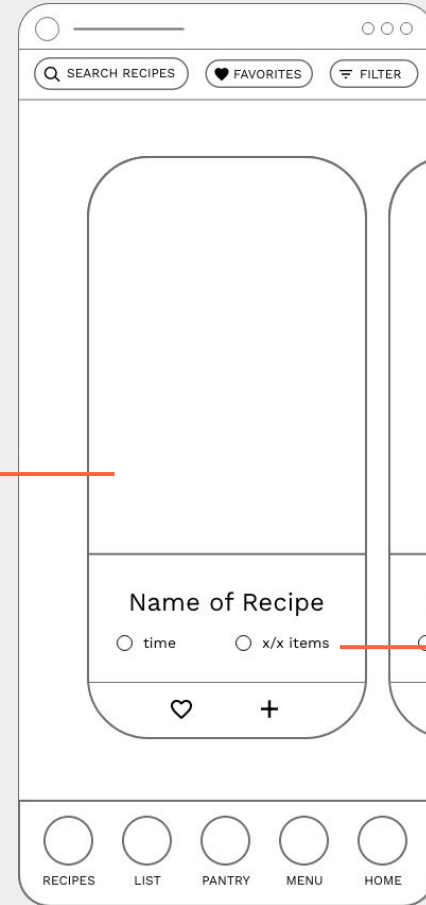 SEARCH RECIPES FAVORITES FILTER
Name of Recipe
time x/x items
RECIPES LIST PANTRY MENU HOME